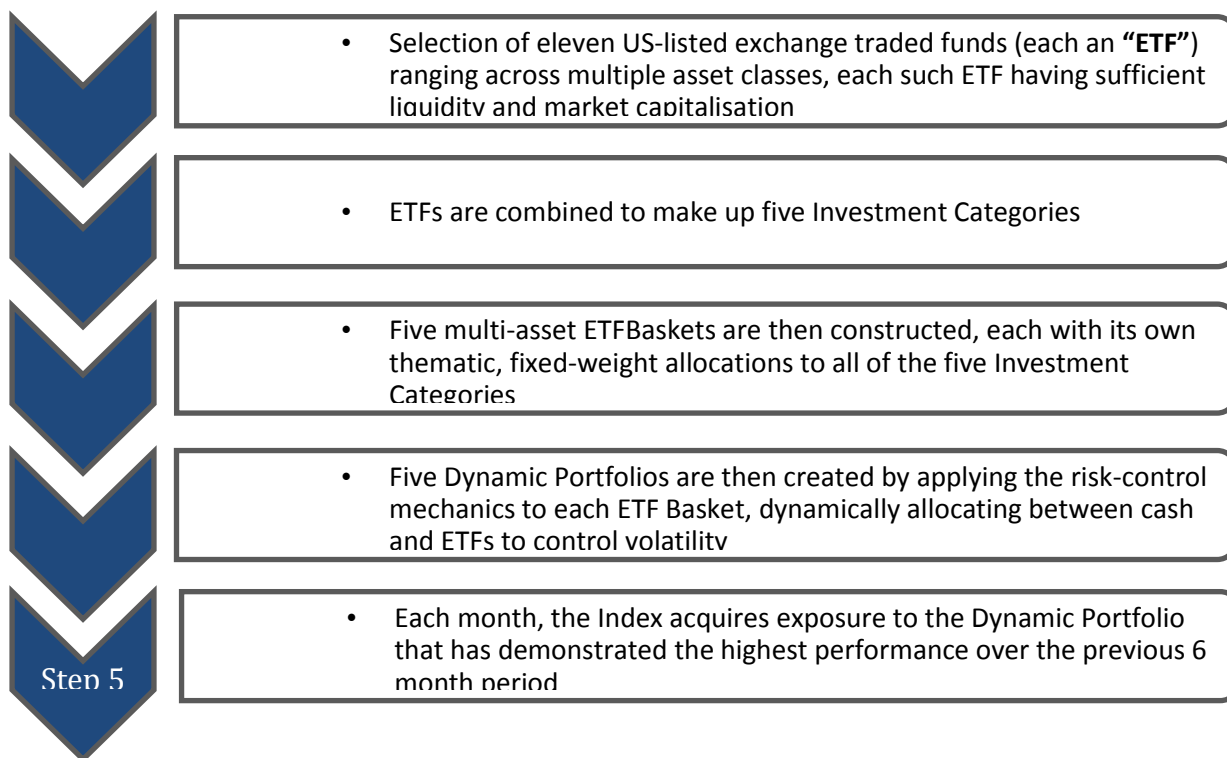 • Selection of eleven US-listed exchange traded funds (each an “ETF”)
ranging across multiple asset classes, each such ETF having sufficient
liquidity and market capitalisation
• ETFs are combined to make up five Investment Categories
• Five multi-asset ETFBaskets are then constructed, each with its own
thematic, fixed-weight allocations to all of the five Investment
Categories
• Five Dynamic Portfolios are then created by applying the risk-control
mechanics to each ETF Basket, dynamically allocating between cash
and ETFs to control volatility
Step 5
• Each month, the Index acquires exposure to the Dynamic Portfolio
that has demonstrated the highest performance over the previous 6
month period